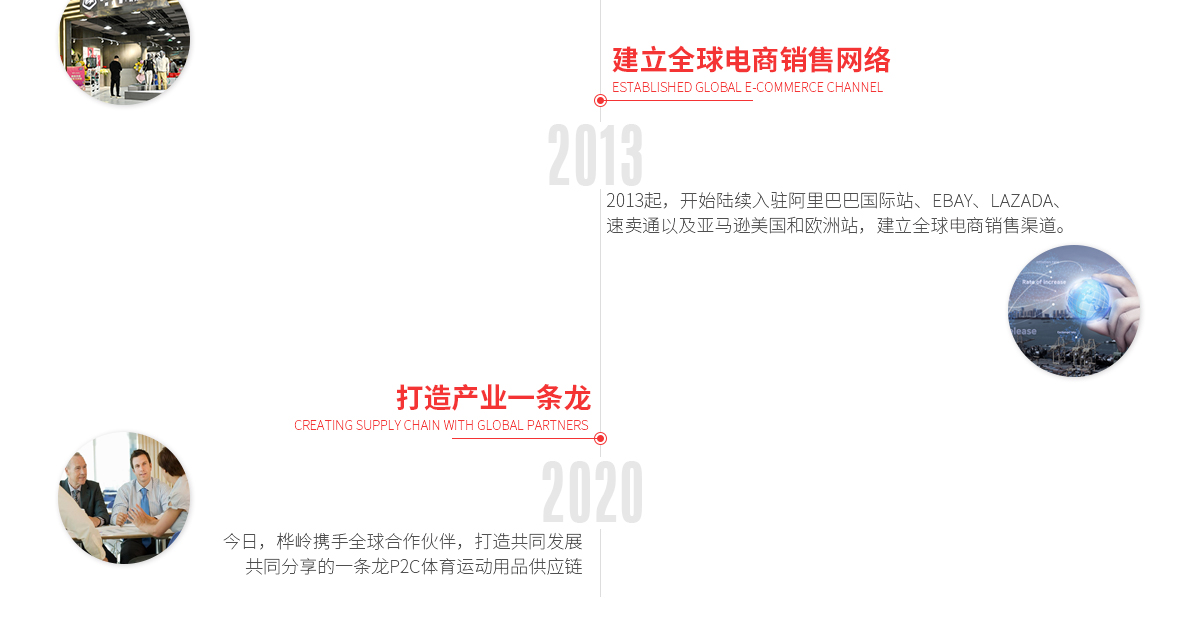 建立全球电商销售网络
ESTABLISHED GLOBAL E-COMMERCE CHANNEL
2013
2013起，开始陆续入驻阿里巴巴国际站、EBAY、LAZADA、
速卖通以及亚马逊美国和欧洲站，建立全球电商销售渠道。
Rate of increase
打造产业一条龙
CREATING SUPPLY CHAIN WITH GLOBAL PARTNERS
2020
今日，桦岭携手全球合作伙伴，打造共同发展
共同分享的一条龙P2C体育运动用品供应链